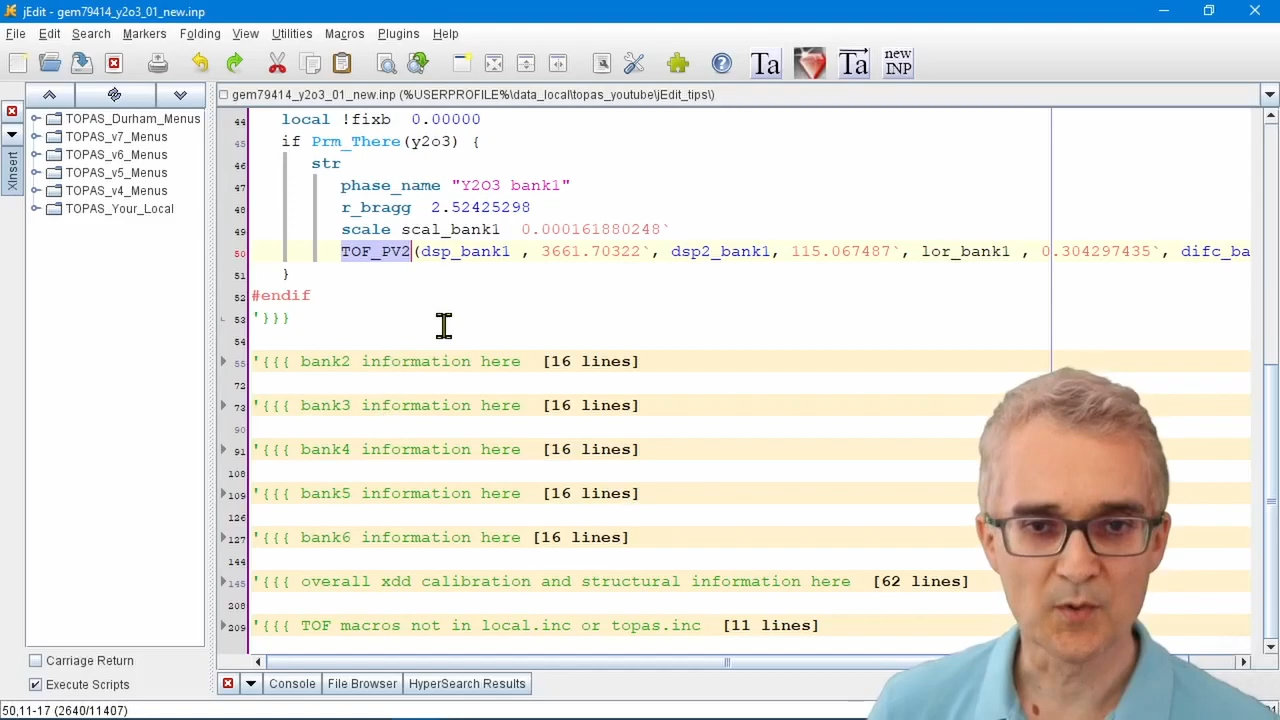 jEdit - gem79414_y2o3_01_new.inp
File Edit Search Markers Folding View Utilities Macros Plugins Help
Ta Ta new INP
gem79414_y2o3_01_new.inp (%USERPROFILE%\data_local\topas_youtube\jEdit_tips\)
XInsert
TOPAS_Durham_Menus
TOPAS_v7_Menus
TOPAS_v6_Menus
TOPAS_v5_Menus
TOPAS_v4_Menus
TOPAS_Your_Local
Carriage Return
Execute Scripts
44 local !fixb 0.00000
45 if Prm_There(y2o3) {
46 str
47 phase_name "Y2O3 bank1"
48 r_bragg 2.52425298
49 scale scal_bank1 0.000161880248`
50 TOF_PV2(dsp_bank1 , 3661.70322`, dsp2_bank1, 115.067487`, lor_bank1 , 0.304297435`, difc_ba
51 }
52 #endif
53 '}}}
54
55 '{{{ bank2 information here [16 lines]
72
73 '{{{ bank3 information here [16 lines]
90
91 '{{{ bank4 information here [16 lines]
108
109 '{{{ bank5 information here [16 lines]
126
127 '{{{ bank6 information here [16 lines]
144
145 '{{{ overall xdd calibration and structural information here [62 lines]
208
209 '{{{ TOF macros not in local.inc or topas.inc [11 lines]
Console File Browser HyperSearch Results
50,11-17 (2640/11407)